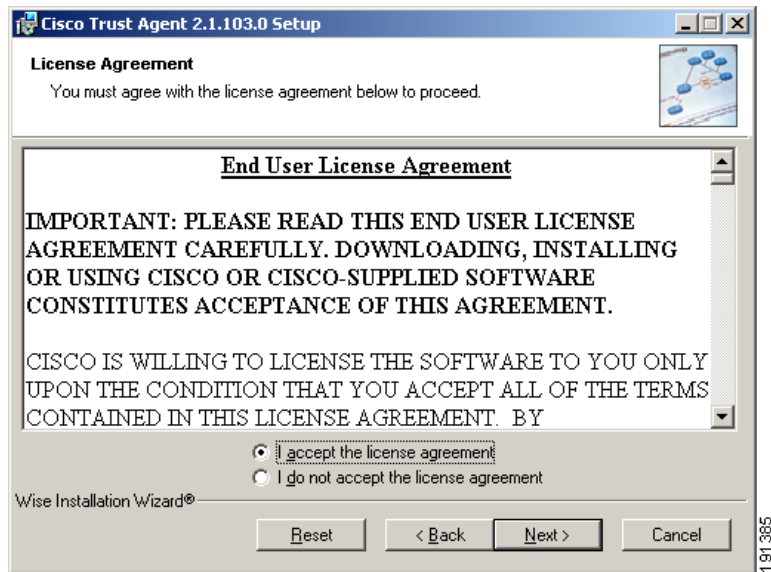 Cisco Trust Agent 2.1.103.0 Setup
License Agreement
You must agree with the license agreement below to proceed.
End User License Agreement
IMPORTANT: PLEASE READ THIS END USER LICENSE
AGREEMENT CAREFULLY. DOWNLOADING, INSTALLING
OR USING CISCO OR CISCO-SUPPLIED SOFTWARE
CONSTITUTES ACCEPTANCE OF THIS AGREEMENT.
CISCO IS WILLING TO LICENSE THE SOFTWARE TO YOU ONLY
UPON THE CONDITION THAT YOU ACCEPT ALL OF THE TERMS
CONTAINED IN THIS LICENSE AGREEMENT. BY
I accept the license agreement
I do not accept the license agreement
Wise Installation Wizard®
Reset
< Back
Next >
Cancel
191385